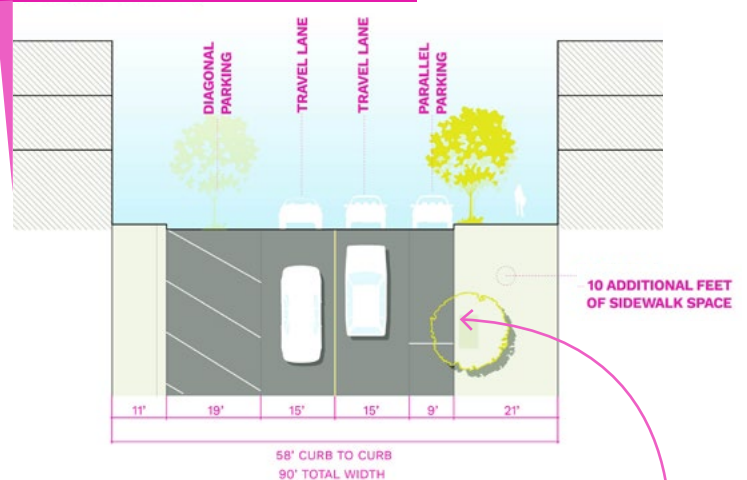 DIAGONAL
PARKING
TRAVEL LANE
TRAVEL LANE
PARALLEL
PARKING
10 ADDITIONAL FEET
OF SIDEWALK SPACE
11'
19'
15'
15'
9'
21'
58' CURB TO CURB
90' TOTAL WIDTH